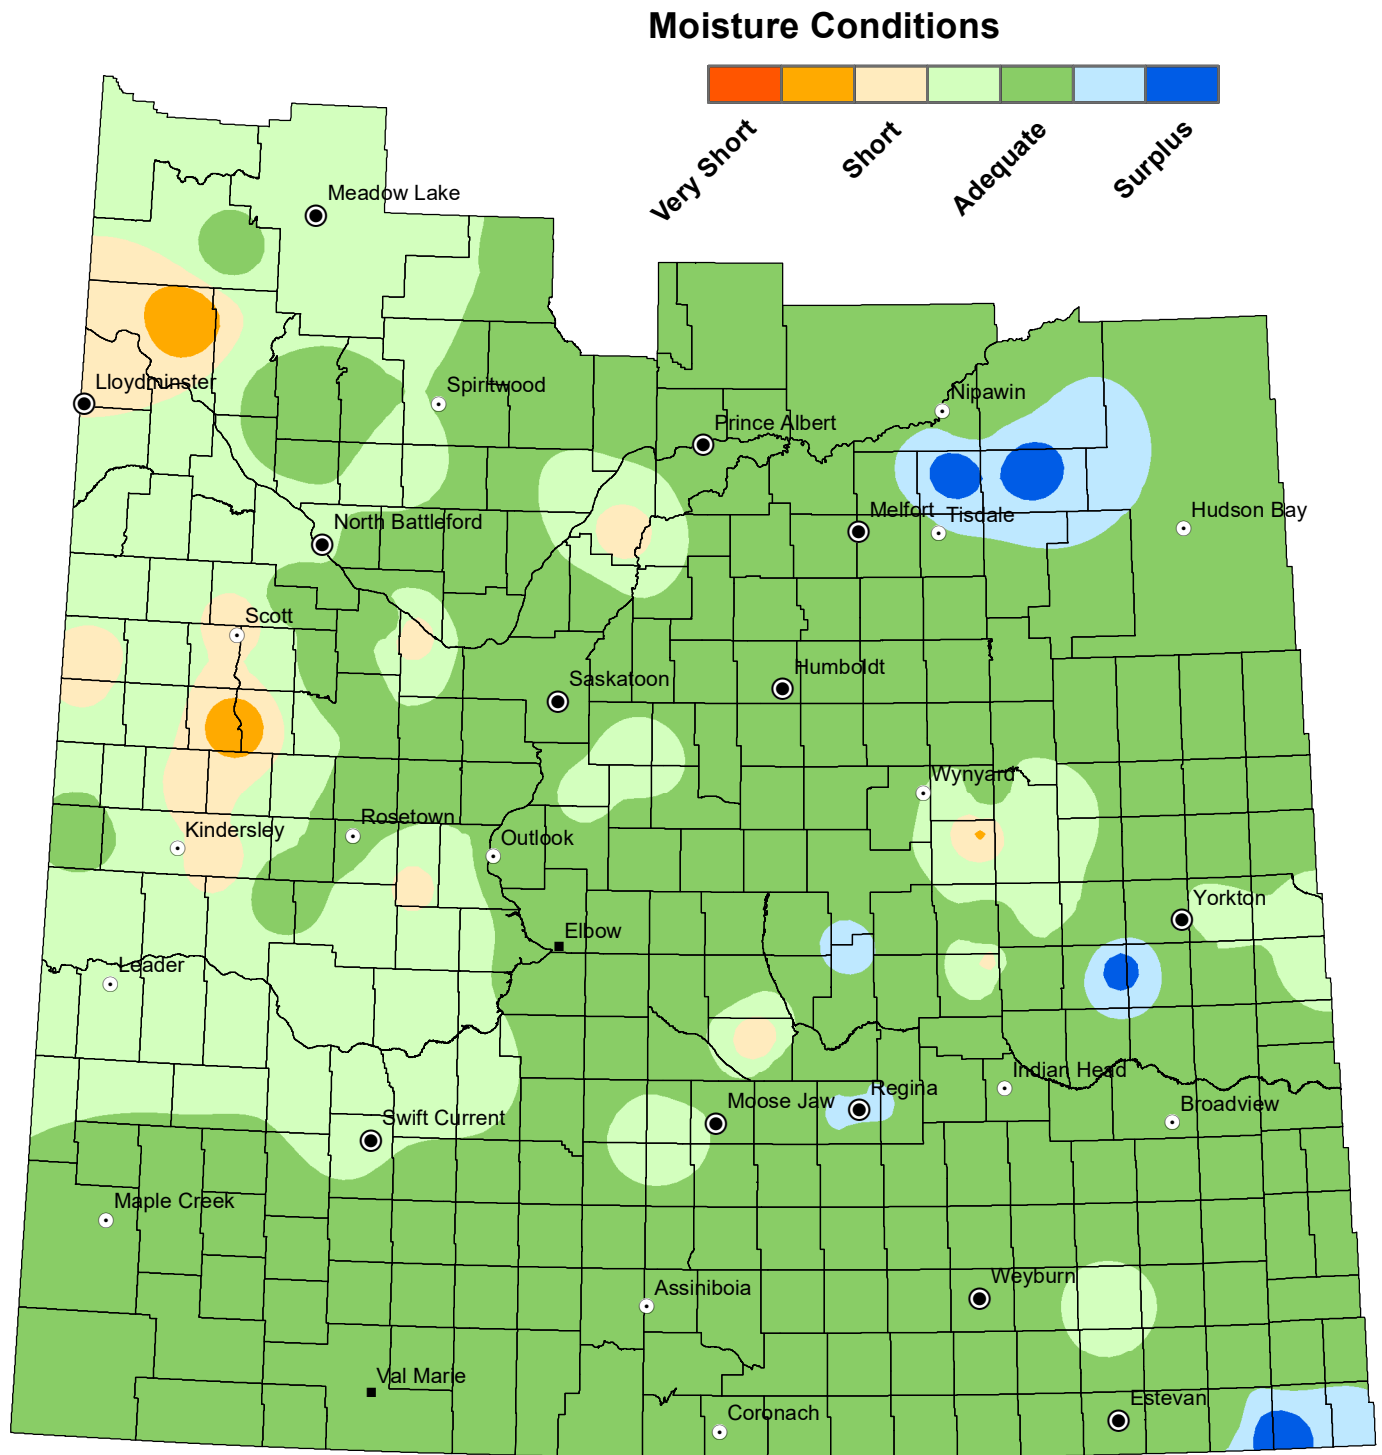 Moisture Conditions
Very Short
Short
Adequate
Surplus
Meadow Lake
Lloydminster
Spiritwood
Nipawin
Prince Albert
Melfort
Tisdale
Hudson Bay
North Battleford
Scott
Saskatoon
Humboldt
Wynyard
Rosetown
Kindersley
Outlook
Yorkton
Elbow
Leader
Indian Head
Regina
Moose Jaw
Broadview
Swift Current
Maple Creek
Weyburn
Assiniboia
Val Marie
Estevan
Coronach